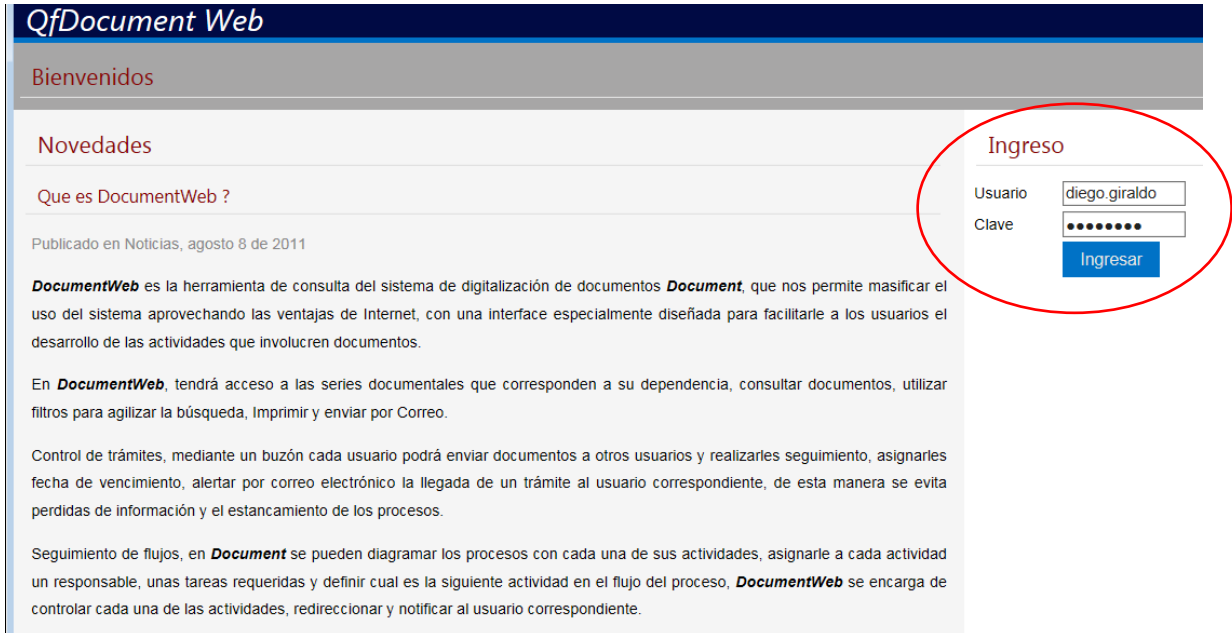 QfDocument Web
Bienvenidos
Novedades
Que es DocumentWeb ?
Publicado en Noticias, agosto 8 de 2011
DocumentWeb es la herramienta de consulta del sistema de digitalización de documentos Document, que nos permite masificar el
uso del sistema aprovechando las ventajas de Internet, con una interface especialmente diseñada para facilitarle a los usuarios el
desarrollo de las actividades que involucren documentos.
En DocumentWeb, tendrá acceso a las series documentales que corresponden a su dependencia, consultar documentos, utilizar
filtros para agilizar la búsqueda, Imprimir y enviar por Correo.
Control de trámites, mediante un buzón cada usuario podrá enviar documentos a otros usuarios y realizarles seguimiento, asignarles
fecha de vencimiento, alertar por correo electrónico la llegada de un trámite al usuario correspondiente, de esta manera se evita
perdidas de información y el estancamiento de los procesos.
Seguimiento de flujos, en Document se pueden diagramar los procesos con cada una de sus actividades, asignarle a cada actividad
un responsable, unas tareas requeridas y definir cual es la siguiente actividad en el flujo del proceso, DocumentWeb se encarga de
controlar cada una de las actividades, redireccionar y notificar al usuario correspondiente.
Ingreso
Usuario diego.giraldo
Clave ●●●●●●●●
Ingresar